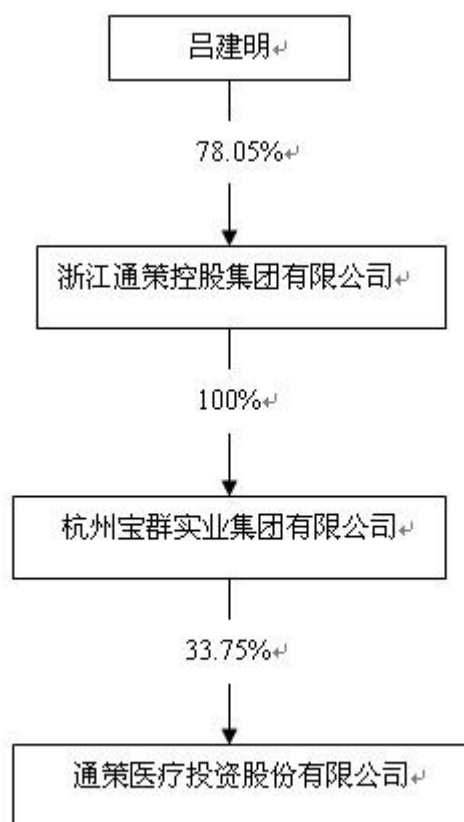 吕建明
78.05%
浙江通策控股集团有限公司
100%
杭州宝群实业集团有限公司
33.75%
通策医疗投资股份有限公司